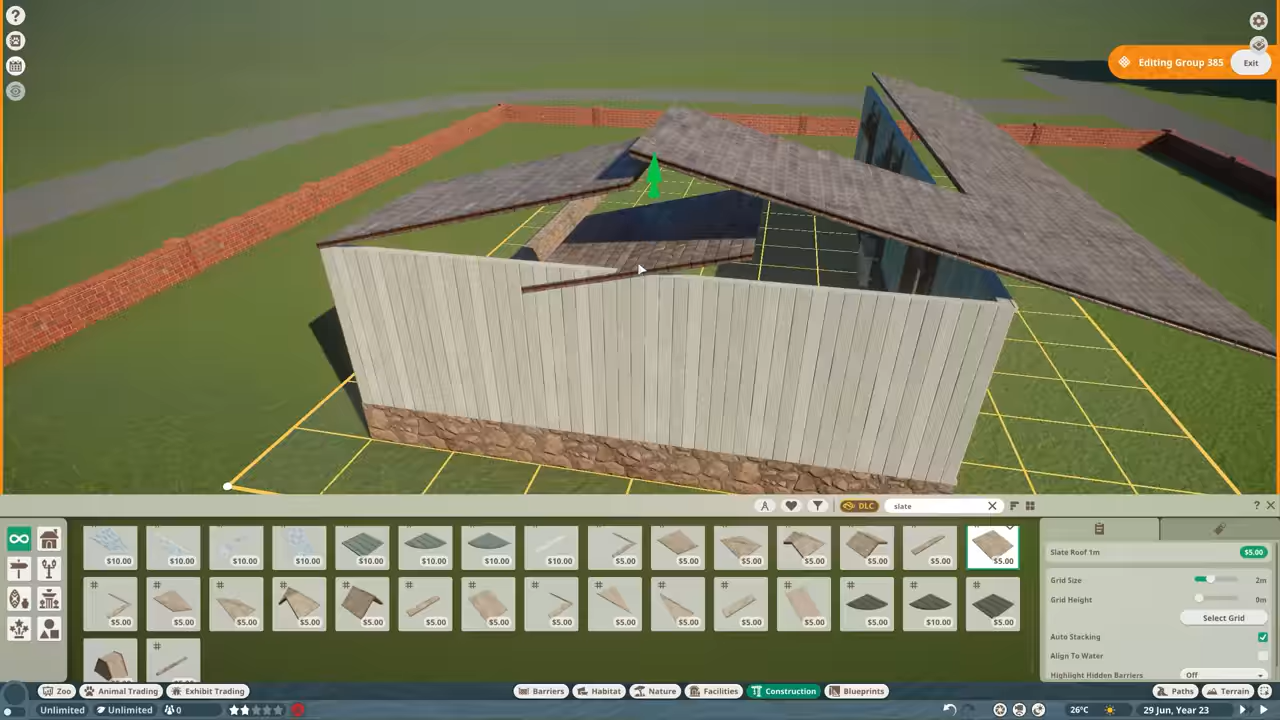 Editing Group 385
Exit
DLC
slate
$10.00 $10.00 $10.00 $10.00 $10.00 $10.00 $10.00 $10.00 $5.00 $5.00 $5.00 $5.00 $5.00 $5.00 $5.00
$5.00 $5.00 $5.00 $5.00 $5.00 $5.00 $5.00 $5.00 $5.00 $5.00 $5.00 $5.00 $5.00 $10.00 $5.00
Slate Roof 1m $5.00
Grid Size 2m
Grid Height 0m
Select Grid
Auto Stacking
Align To Water
Highlight Hidden Barriers Off
Zoo Animal Trading Exhibit Trading Barriers Habitat Nature Facilities Construction Blueprints Paths Terrain
Unlimited Unlimited 0 26°C 29 Jun, Year 23